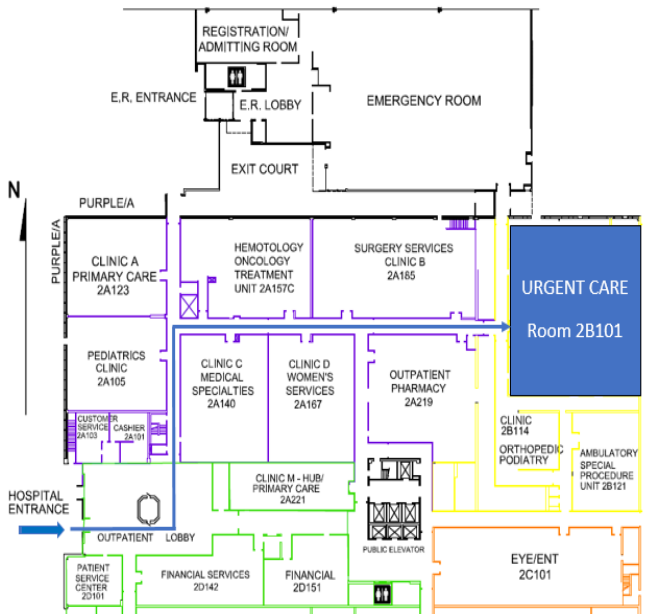 REGISTRATION/
ADMITTING ROOM
E.R. ENTRANCE
E.R. LOBBY
EMERGENCY ROOM
EXIT COURT
N
PURPLE/A
PURPLE/A
CLINIC A
PRIMARY CARE
2A123
HEMOTOLOGY
ONCOLOGY
TREATMENT
UNIT 2A157C
SURGERY SERVICES
CLINIC B
2A185
URGENT CARE
Room 2B101
PEDIATRICS
CLINIC
2A105
CLINIC C
MEDICAL
SPECIALTIES
2A140
CLINIC D
WOMEN'S
SERVICES
2A167
OUTPATIENT
PHARMACY
2A219
CUSTOMER
SERVICE
2A103
CASHIER
2A101
CLINIC
2B114
ORTHOPEDIC
PODIATRY
AMBULATORY
SPECIAL
PROCEDURE
UNIT 2B121
CLINIC M - HUB/
PRIMARY CARE
2A221
HOSPITAL
ENTRANCE
OUTPATIENT LOBBY
PUBLIC ELEVATOR
PATIENT
SERVICE
CENTER
2D101
FINANCIAL SERVICES
2D142
FINANCIAL
2D151
EYE/ENT
2C101